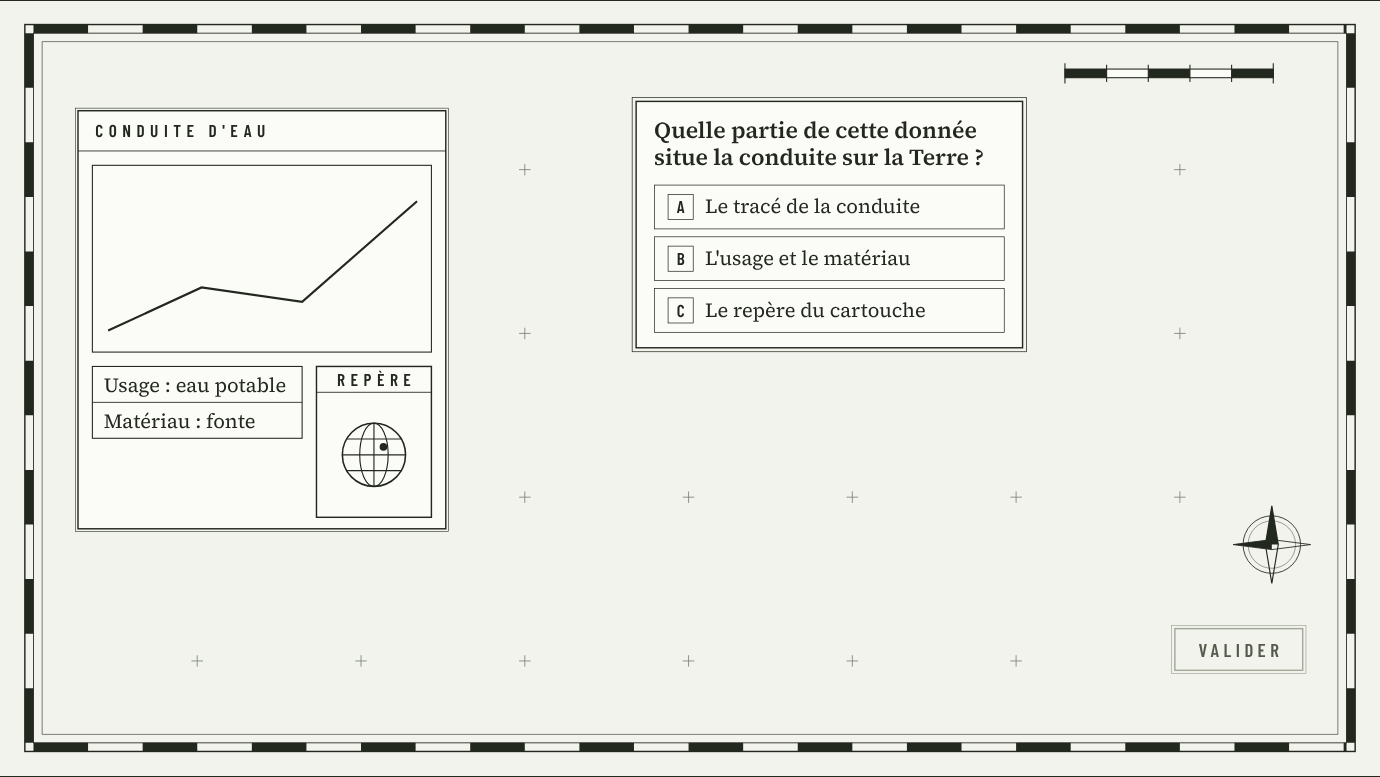 CONDUITE D'EAU
Usage : eau potable
Matériau : fonte
REPÈRE
Quelle partie de cette donnée
situe la conduite sur la Terre ?
A Le tracé de la conduite
B L'usage et le matériau
C Le repère du cartouche
VALIDER